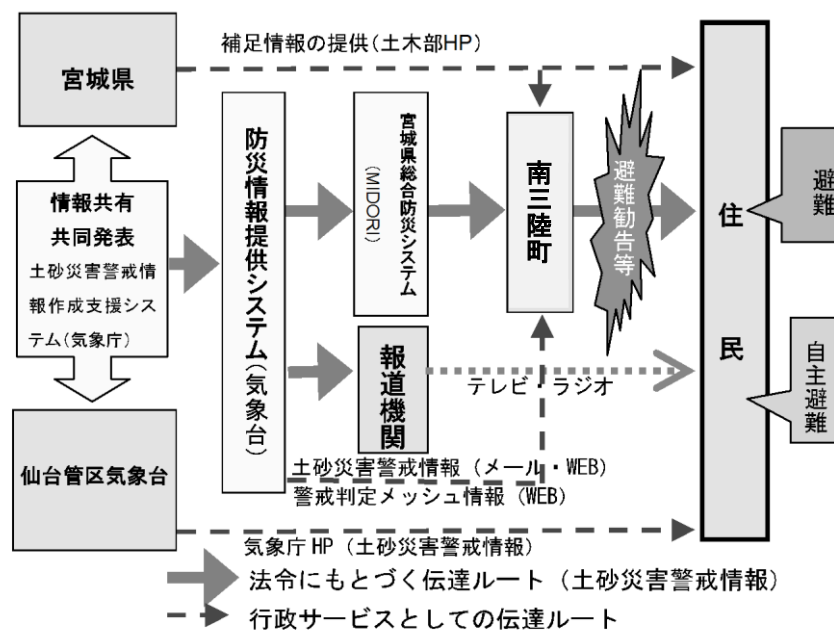 補足情報の提供(土木部HP)
宮城県
情報共有
共同発表
土砂災害警戒情
報作成支援シス
テム(気象庁)
仙台管区気象台
防災情報提供システム(気象台)
宮城県総合防災システム
(MIDORI)
報道機関
南三陸町
避難勧告等
テレビ・ラジオ
住民
避難
自主避難
土砂災害警戒情報(メール・WEB)
警戒判定メッシュ情報(WEB)
気象庁HP(土砂災害警戒情報)
法令にもとづく伝達ルート(土砂災害警戒情報)
行政サービスとしての伝達ルート